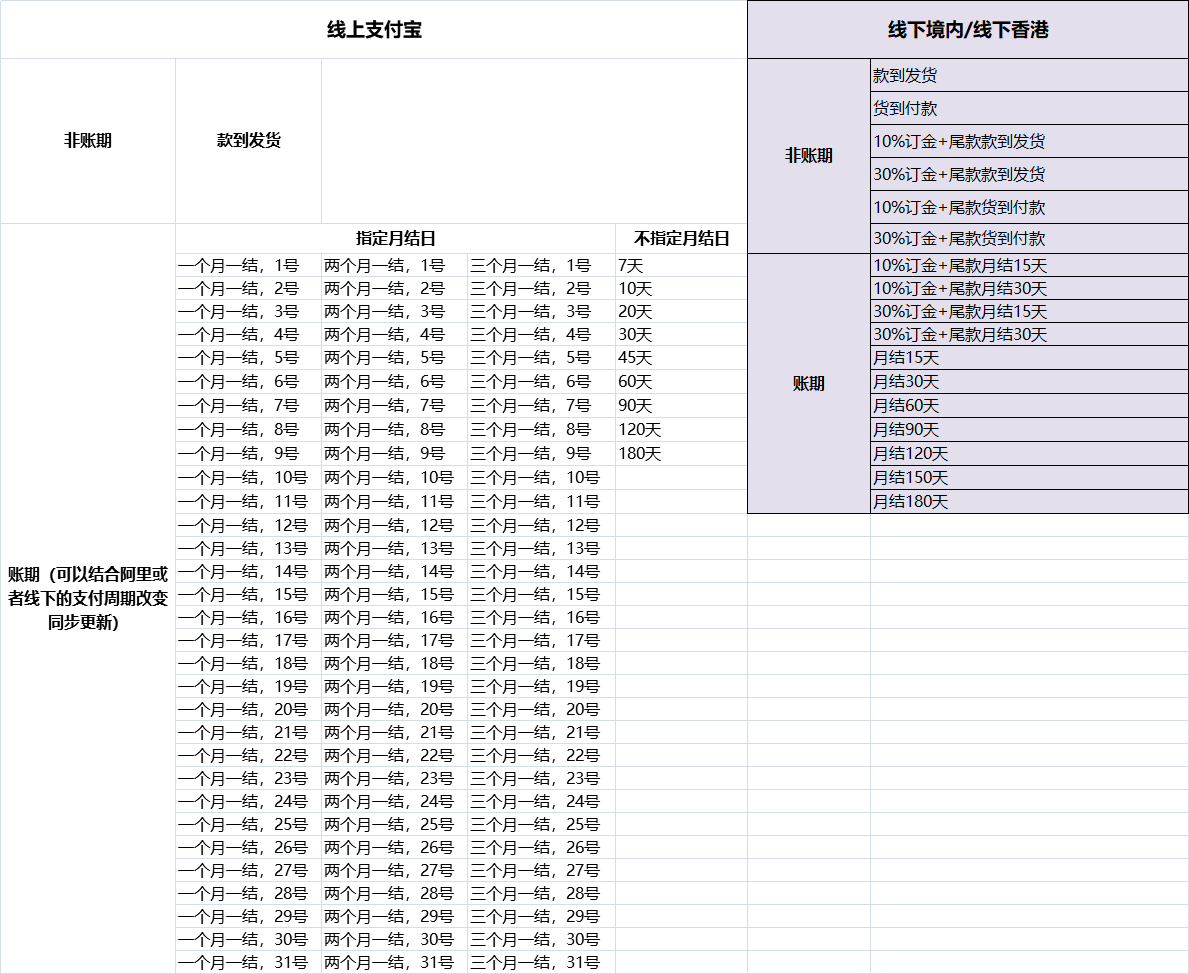 线上支付宝 线下境内/线下香港
非账期 款到发货 非账期 款到发货
货到付款
10%订金+尾款款到发货
30%订金+尾款款到发货
10%订金+尾款货到付款
指定月结日 不指定月结日 30%订金+尾款货到付款
一个月一结，1号 两个月一结，1号 三个月一结，1号 7天 10%订金+尾款月结15天
一个月一结，2号 两个月一结，2号 三个月一结，2号 10天 10%订金+尾款月结30天
一个月一结，3号 两个月一结，3号 三个月一结，3号 20天 30%订金+尾款月结15天
一个月一结，4号 两个月一结，4号 三个月一结，4号 30天 30%订金+尾款月结30天
一个月一结，5号 两个月一结，5号 三个月一结，5号 45天 月结15天
一个月一结，6号 两个月一结，6号 三个月一结，6号 60天 账期 月结30天
一个月一结，7号 两个月一结，7号 三个月一结，7号 90天 月结60天
一个月一结，8号 两个月一结，8号 三个月一结，8号 120天 月结90天
一个月一结，9号 两个月一结，9号 三个月一结，9号 180天 月结120天
一个月一结，10号 两个月一结，10号 三个月一结，10号 月结150天
一个月一结，11号 两个月一结，11号 三个月一结，11号 月结180天
一个月一结，12号 两个月一结，12号 三个月一结，12号
一个月一结，13号 两个月一结，13号 三个月一结，13号
账期（可以结合阿里或 一个月一结，14号 两个月一结，14号 三个月一结，14号
者线下的支付周期改变 一个月一结，15号 两个月一结，15号 三个月一结，15号
同步更新） 一个月一结，16号 两个月一结，16号 三个月一结，16号
一个月一结，17号 两个月一结，17号 三个月一结，17号
一个月一结，18号 两个月一结，18号 三个月一结，18号
一个月一结，19号 两个月一结，19号 三个月一结，19号
一个月一结，20号 两个月一结，20号 三个月一结，20号
一个月一结，21号 两个月一结，21号 三个月一结，21号
一个月一结，22号 两个月一结，22号 三个月一结，22号
一个月一结，23号 两个月一结，23号 三个月一结，23号
一个月一结，24号 两个月一结，24号 三个月一结，24号
一个月一结，25号 两个月一结，25号 三个月一结，25号
一个月一结，26号 两个月一结，26号 三个月一结，26号
一个月一结，27号 两个月一结，27号 三个月一结，27号
一个月一结，28号 两个月一结，28号 三个月一结，28号
一个月一结，29号 两个月一结，29号 三个月一结，29号
一个月一结，30号 两个月一结，30号 三个月一结，30号
一个月一结，31号 两个月一结，31号 三个月一结，31号